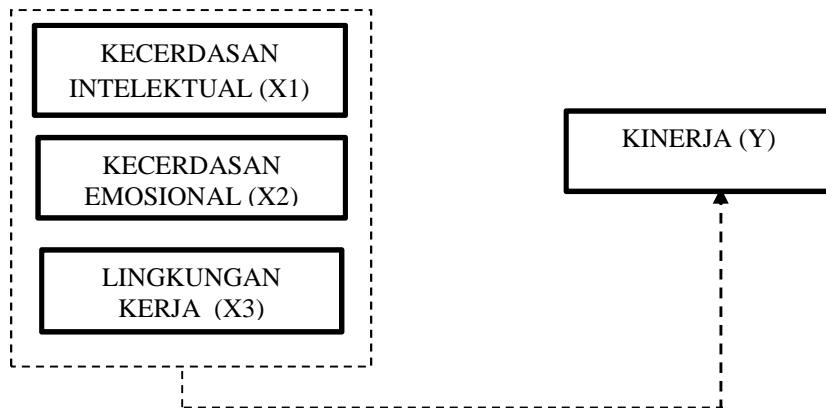 KECERDASAN
INTELEKTUAL (X1)
KECERDASAN
EMOSIONAL (X2)
LINGKUNGAN
KERJA (X3)
KINERJA (Y)